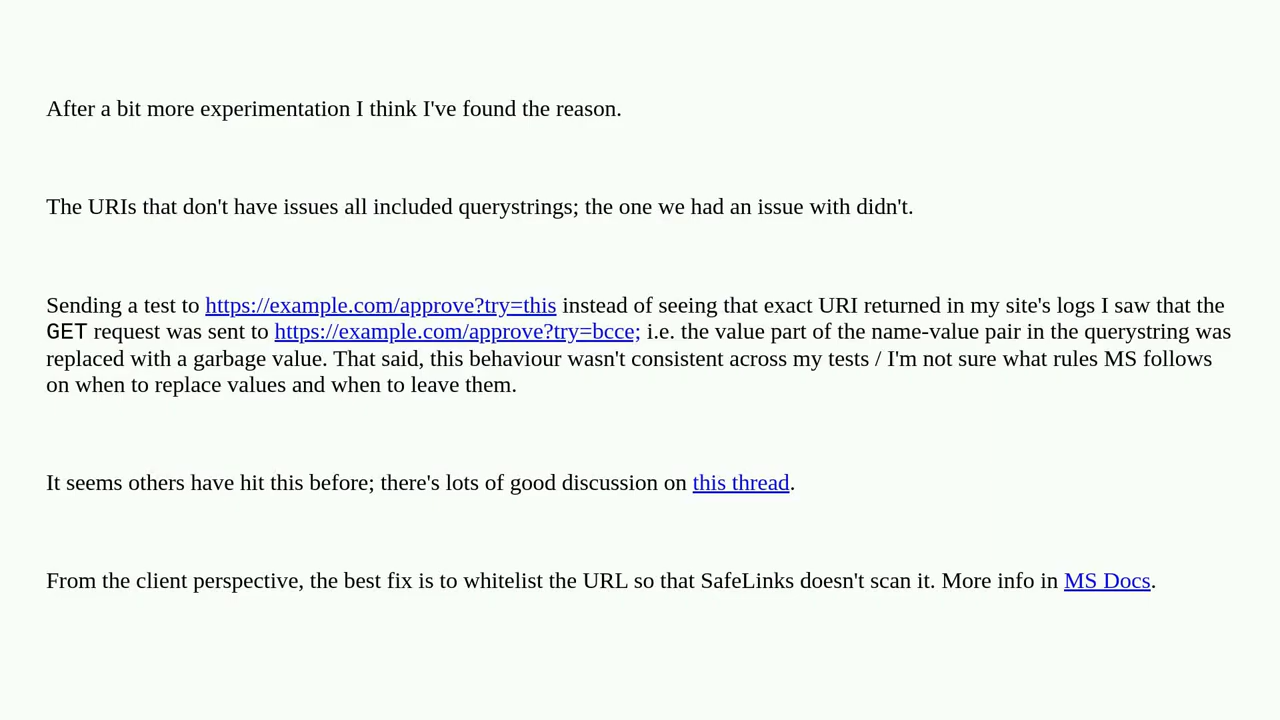 After a bit more experimentation I think I've found the reason.
The URIs that don't have issues all included querystrings; the one we had an issue with didn't.
Sending a test to https://example.com/approve?try=this instead of seeing that exact URI returned in my site's logs I saw that the
GET request was sent to https://example.com/approve?try=bcce; i.e. the value part of the name-value pair in the querystring was
replaced with a garbage value. That said, this behaviour wasn't consistent across my tests / I'm not sure what rules MS follows
on when to replace values and when to leave them.
It seems others have hit this before; there's lots of good discussion on this thread.
From the client perspective, the best fix is to whitelist the URL so that SafeLinks doesn't scan it. More info in MS Docs.